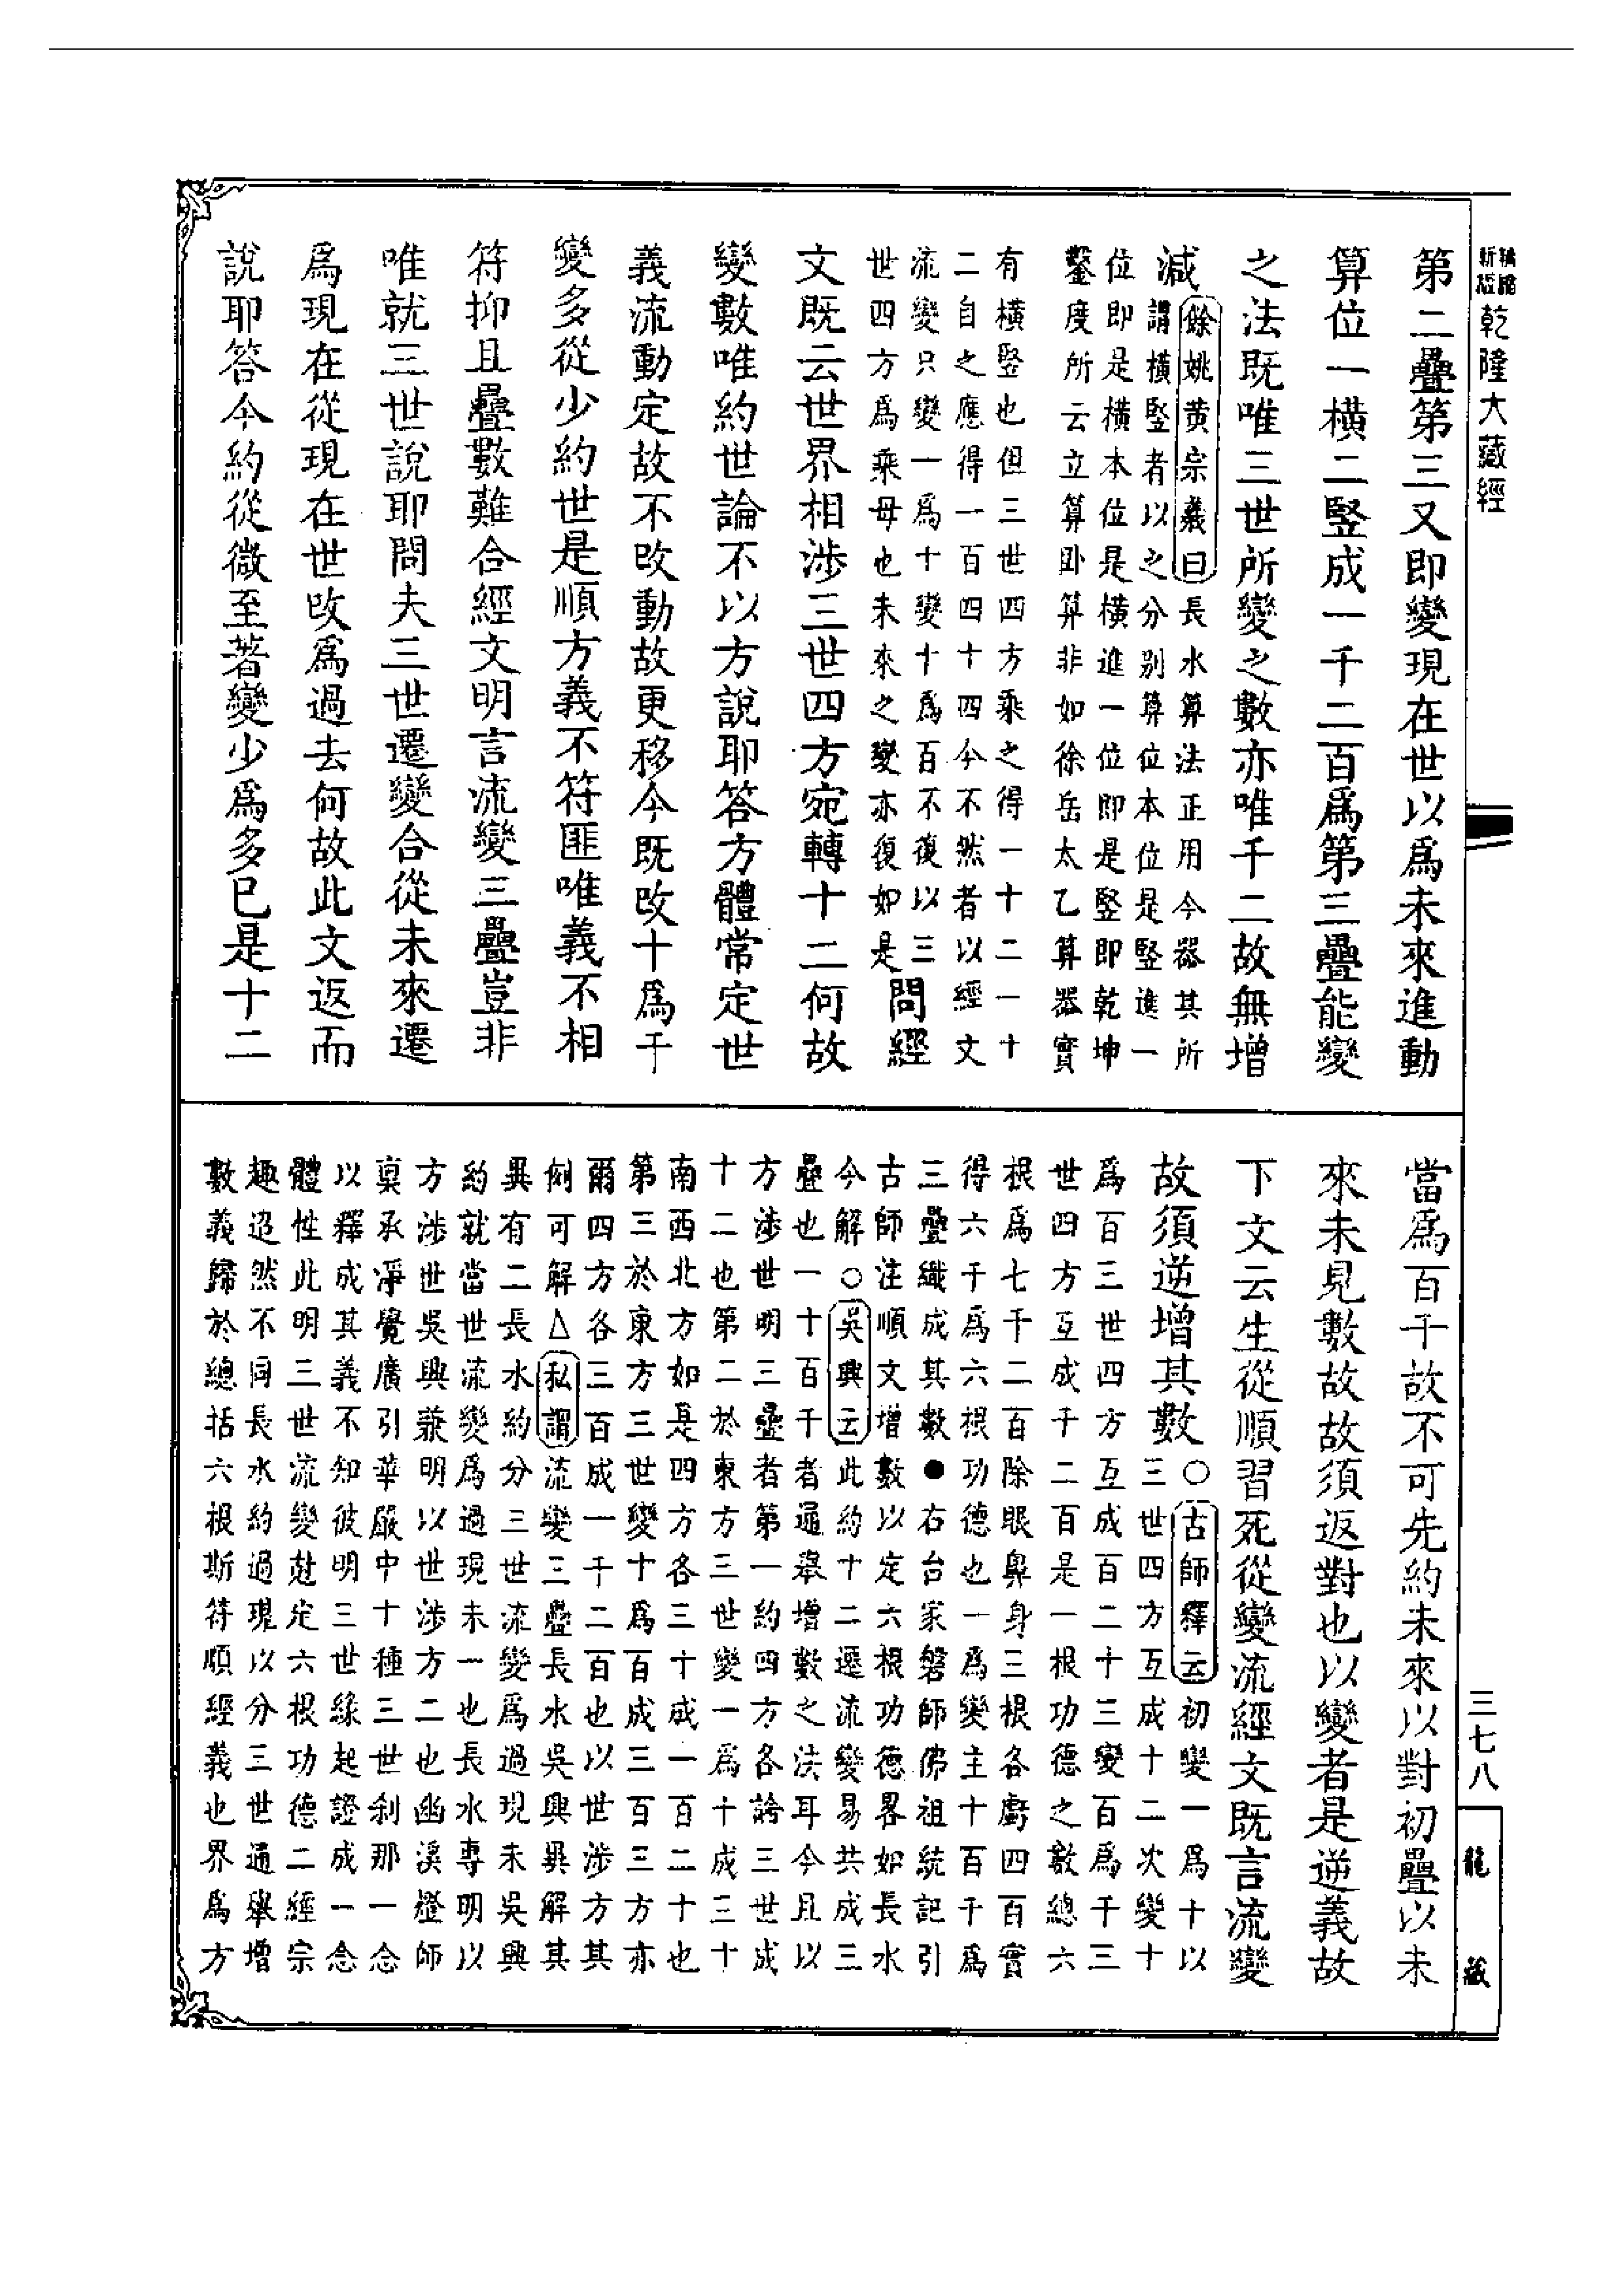 乾隆大藏經
第二疊第三又即變現在世以爲未來進動
算位一橫二豎成一千二百爲第三疊能變
之法既唯三世所變之數亦唯千二故無增
減
餘姚黄宗羲曰長水算法正用今器其所
謂橫豎者以之分別算位本位是豎進一
位即是橫本位是橫進一位即是豎即乾坤
鑿度所云立算卧算非如徐岳太乙算器實
有橫豎也但三世四方乘之得一十二一十
二自之應得一百四十四今不然者以經文
流變只變一爲十變十爲百不復以三
世四方爲乘母也未來之變亦復如是
問經
文既云世界相涉三世四方宛轉十二何故
變數唯約世論不以方說耶答方體常定世
義流動定故不改動故更移今既改十爲千
變多從少約世是順方義不符匪唯義不相
符抑且疊數難合經文明言流變三疊豈非
唯就三世說耶問夫三世遷變合從未來遷
爲現在從現在世改爲過去何故此文返而
說耶答今約從微至著變少爲多已是十二
當爲百千故不可先約未來以對初疊以未
來未見數故故須返對也以變者是逆義故
下文云生從順習死從變流經文既言流變
故須逆增其數
○古師釋云初變一爲十以
三世四方互成十二次變十
爲百三世四方互成百二十三變百爲千三
世四方互成千二百是一根功德之數總六
根爲七千二百除眼鼻身三根各虧四百實
得六千爲六根功德也一爲變主十百千爲
三疊織成其數●右台家磐師佛祖統記引
古師注順文增數以定六根功德畧如長水
今解○吳興云此約十二遷流變易共成三
疊也一十百千者通舉增數之法耳今且以
方涉世明三疊者第一約四方各論三世成
十二也第二於東方三世變一爲十成三十
南西北方如是四方各三十成一百二十也
第三於東方三世變十爲百成三百三方亦
爾四方各三百成一千二百也以世涉方其
例可解△私謂流變三疊長水吳興異解其
異有二長水約分三世流變爲過現未吳興
約就當世流變爲過現未一也長水專明以
方涉世吳興兼明以世涉方二也幽溪燈師
稟承淨覺廣引華嚴中十種三世刹那一念
以釋成其義不知彼明三世緣起證成一念
體性此明三世流變楚定六根功德二經宗
趣迢然不同長水約過現以分三世通舉增
數義歸於總括六根斯符順經義也界爲方
三七八
龍藏